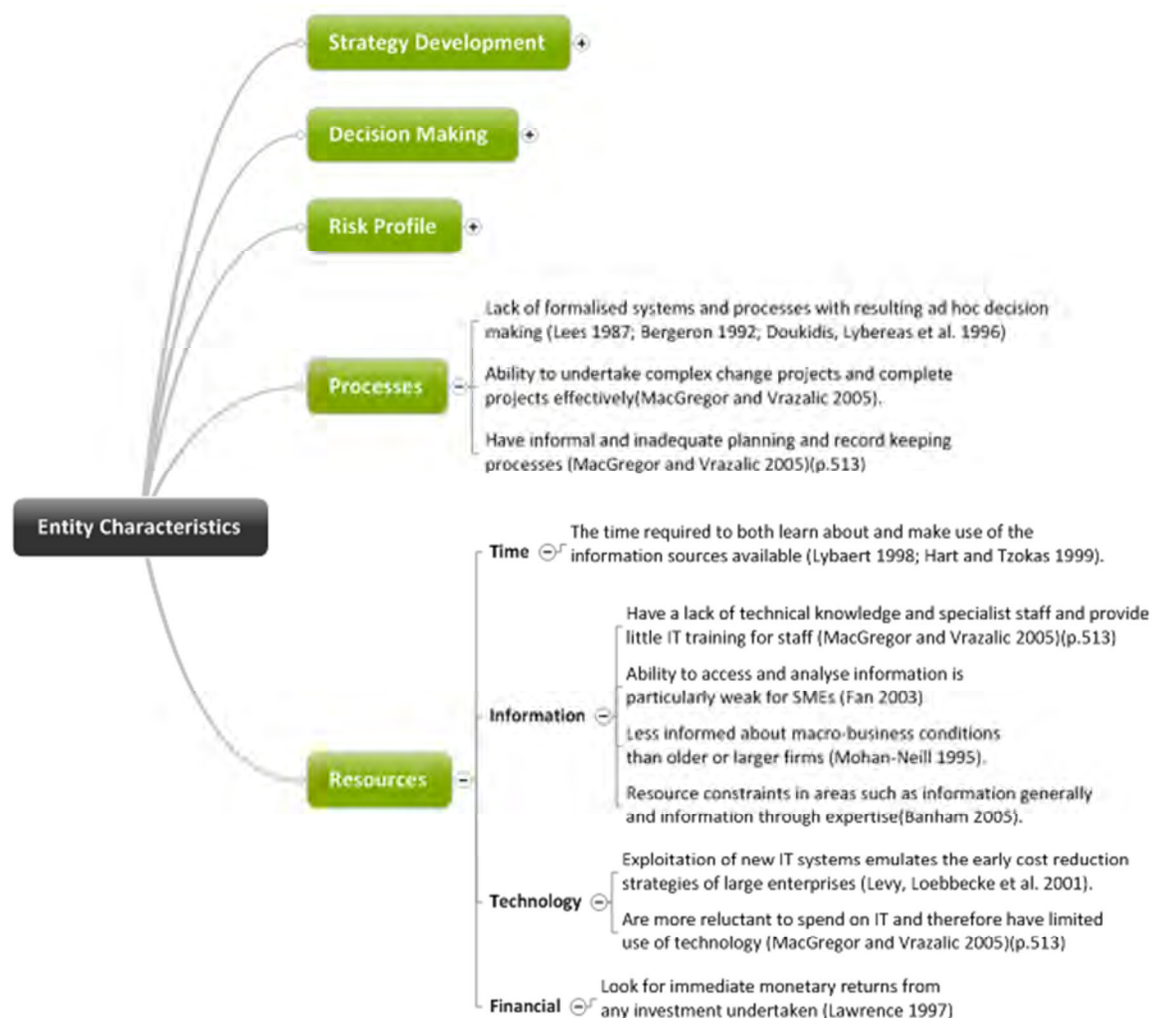 Strategy Development
Decision Making
Risk Profile
Processes
Lack of formalised systems and processes with resulting ad hoc decision
making (Lees 1987; Bergeron 1992; Doukidis, Lybereas et al. 1996)
Ability to undertake complex change projects and complete
projects effectively(MacGregor and Vrazalic 2005).
Have informal and inadequate planning and record keeping
processes (MacGregor and Vrazalic 2005)(p.513)
Entity Characteristics
Resources
Time
The time required to both learn about and make use of the
information sources available (Lybaert 1998; Hart and Tzokas 1999).
Information
Have a lack of technical knowledge and specialist staff and provide
little IT training for staff (MacGregor and Vrazalic 2005)(p.513)
Ability to access and analyse information is
particularly weak for SMEs (Fan 2003)
Less informed about macro-business conditions
than older or larger firms (Mohan-Neill 1995).
Resource constraints in areas such as information generally
and information through expertise(Banham 2005).
Technology
Exploitation of new IT systems emulates the early cost reduction
strategies of large enterprises (Levy, Loebbecke et al. 2001).
Are more reluctant to spend on IT and therefore have limited
use of technology (MacGregor and Vrazalic 2005)(p.513)
Financial
Look for immediate monetary returns from
any investment undertaken (Lawrence 1997)